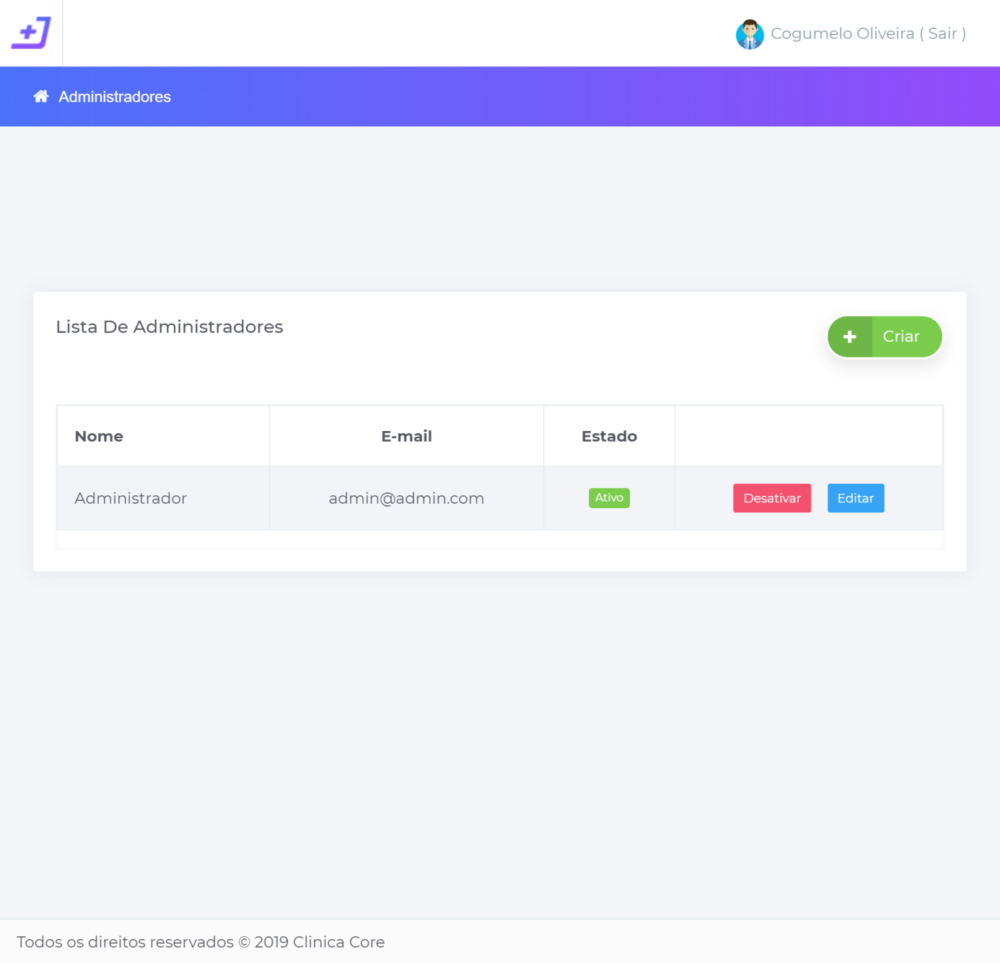 Cogumelo Oliveira ( Sair )
Administradores
Lista De Administradores
Criar
Nome E-mail Estado
Administrador admin@admin.com Ativo Desativar Editar
Todos os direitos reservados © 2019 Clinica Core